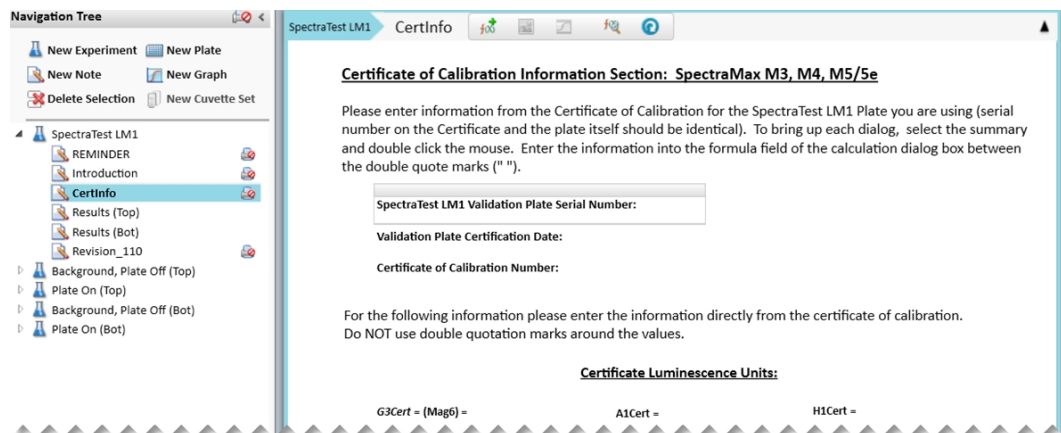 Navigation Tree
New Experiment New Plate
New Note New Graph
Delete Selection New Cuvette Set
SpectraTest LM1
REMINDER
Introduction
CertInfo
Results (Top)
Results (Bot)
Revision_110
Background, Plate Off (Top)
Plate On (Top)
Background, Plate Off (Bot)
Plate On (Bot)
SpectraTest LM1 CertInfo
Certificate of Calibration Information Section: SpectraMax M3, M4, M5/5e
Please enter information from the Certificate of Calibration for the SpectraTest LM1 Plate you are using (serial
number on the Certificate and the plate itself should be identical). To bring up each dialog, select the summary
and double click the mouse. Enter the information into the formula field of the calculation dialog box between
the double quote marks (" ").
SpectraTest LM1 Validation Plate Serial Number:
Validation Plate Certification Date:
Certificate of Calibration Number:
For the following information please enter the information directly from the certificate of calibration.
Do NOT use double quotation marks around the values.
Certificate Luminescence Units:
G3Cert = (Mag6) = A1Cert = H1Cert =